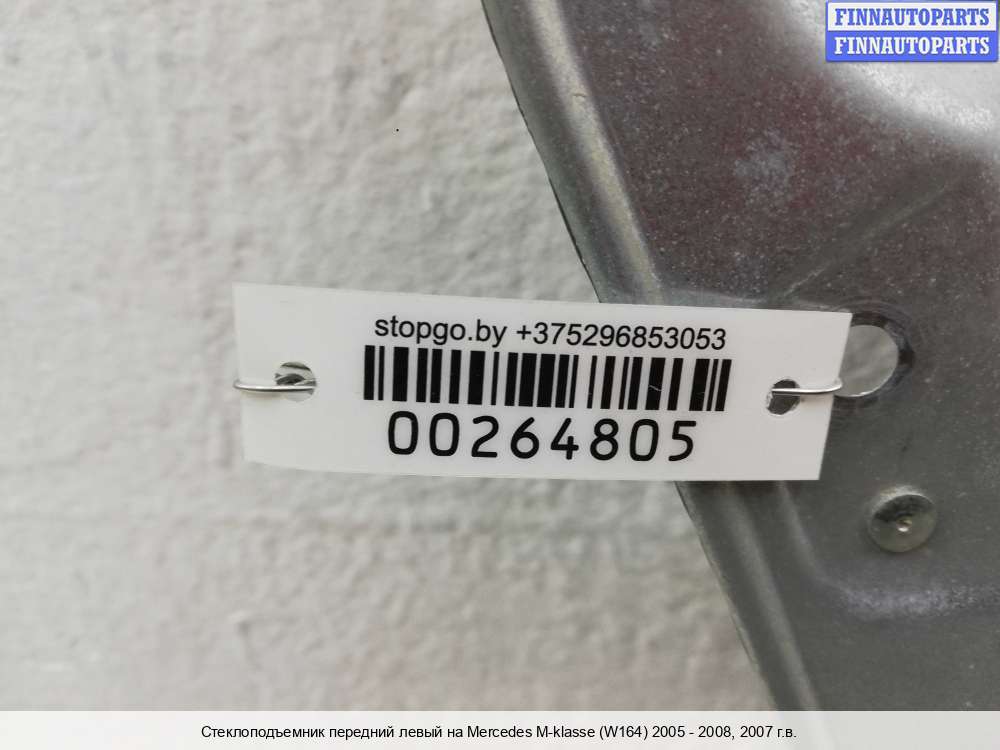 FINNAUTOPARTS
FINNAUTOPARTS
stopgo.by +375296853053
00264805
Стеклоподъемник передний левый на Mercedes M-klasse (W164) 2005 - 2008, 2007 г.в.